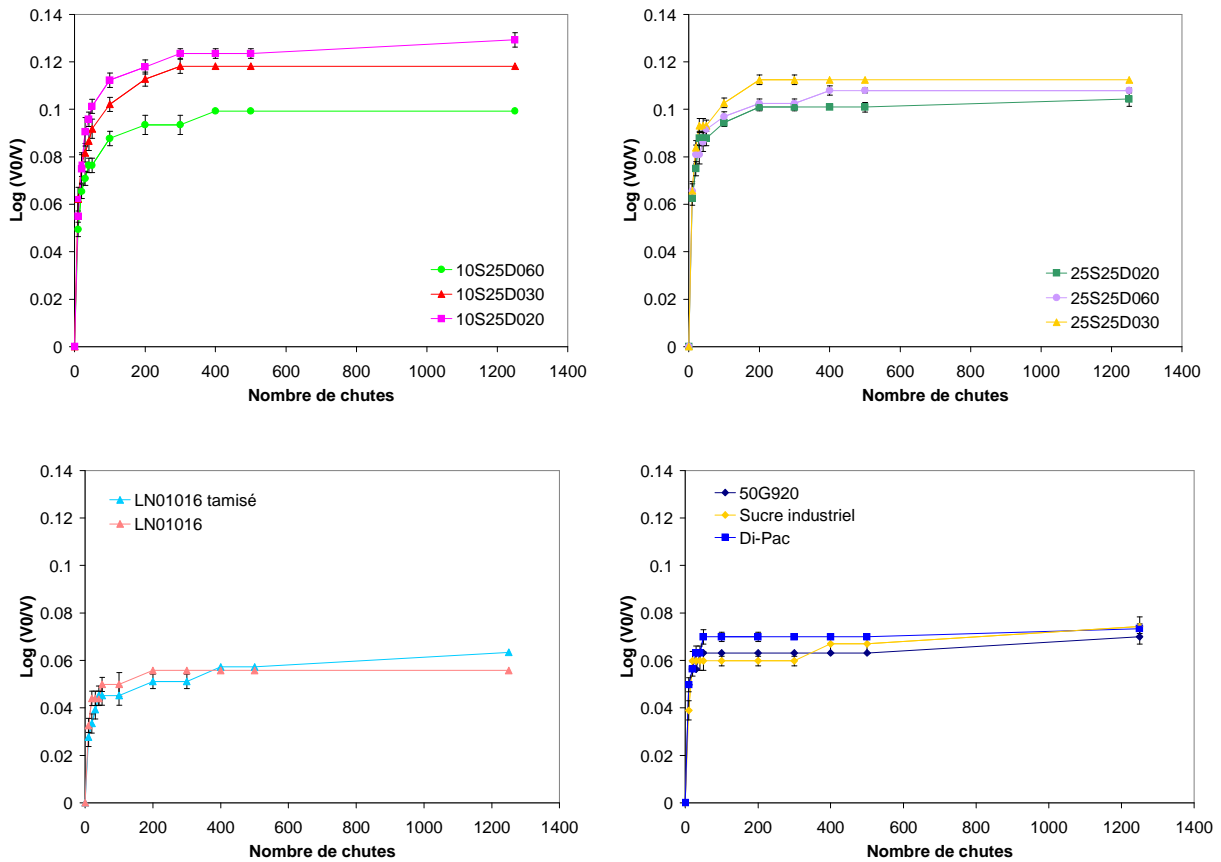 0.14
0.12
0.1
0.08
0.06
0.04
0.02
0
Log (V0/V)
0 200 400 600 800 1000 1200 1400
Nombre de chutes
10S25D060
10S25D030
10S25D020
0.14
0.12
0.1
0.08
0.06
0.04
0.02
0
Log (V0/V)
0 200 400 600 800 1000 1200 1400
Nombre de chutes
25S25D020
25S25D060
25S25D030
0.14
0.12
0.1
0.08
0.06
0.04
0.02
0
Log (V0/V)
0 200 400 600 800 1000 1200 1400
Nombre de chutes
LN01016 tamisé
LN01016
0.14
0.12
0.1
0.08
0.06
0.04
0.02
0
Log (V0/V)
0 200 400 600 800 1000 1200 1400
Nombre de chutes
50G920
Sucre industriel
Di-Pac